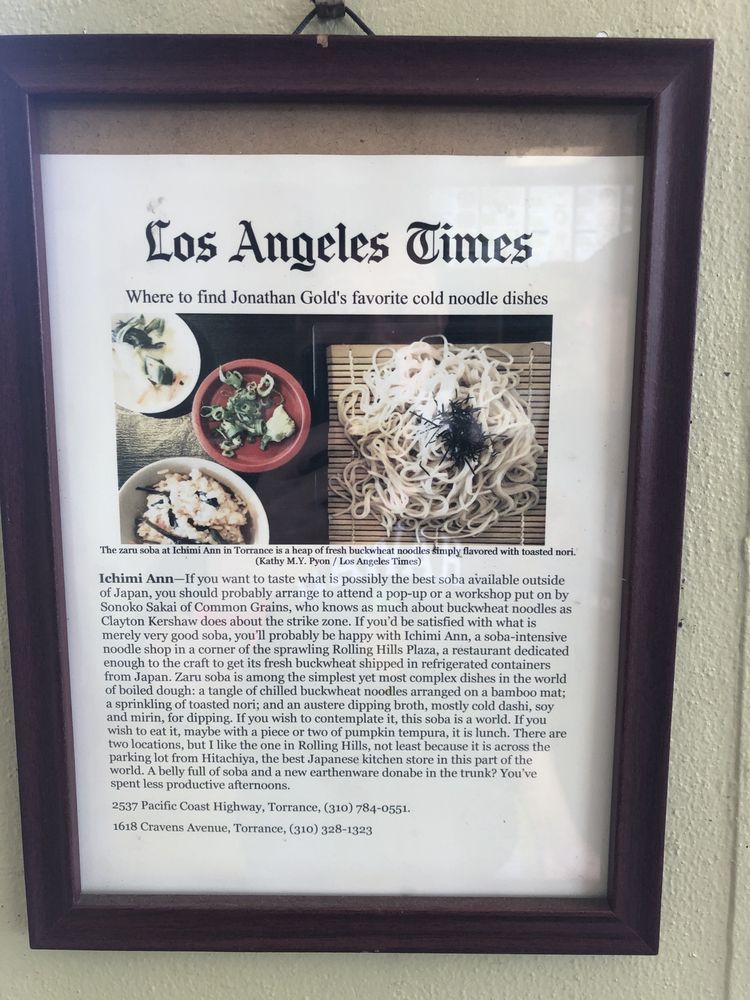 Los Angeles Times
Where to find Jonathan Gold's favorite cold noodle dishes
The zaru soba at Ichimi Ann in Torrance is a heap of fresh buckwheat noodles simply flavored with toasted nori.
(Kathy M.Y. Pyon / Los Angeles Times)
Ichimi Ann—If you want to taste what is possibly the best soba available outside
of Japan, you should probably arrange to attend a pop-up or a workshop put on by
Sonoko Sakai of Common Grains, who knows as much about buckwheat noodles as
Clayton Kershaw does about the strike zone. If you'd be satisfied with what is
merely very good soba, you'll probably be happy with Ichimi Ann, a soba-intensive
noodle shop in a corner of the sprawling Rolling Hills Plaza, a restaurant dedicated
enough to the craft to get its fresh buckwheat shipped in refrigerated containers
from Japan. Zaru soba is among the simplest yet most complex dishes in the world
of boiled dough: a tangle of chilled buckwheat noodles arranged on a bamboo mat;
a sprinkling of toasted nori; and an austere dipping broth, mostly cold dashi, soy
and mirin, for dipping. If you wish to contemplate it, this soba is a world. If you
wish to eat it, maybe with a piece or two of pumpkin tempura, it is lunch. There are
two locations, but I like the one in Rolling Hills, not least because it is across the
parking lot from Hitachiya, the best Japanese kitchen store in this part of the
world. A belly full of soba and a new earthenware donabe in the trunk? You've
spent less productive afternoons.
2537 Pacific Coast Highway, Torrance, (310) 784-0551.
1618 Cravens Avenue, Torrance, (310) 328-1323